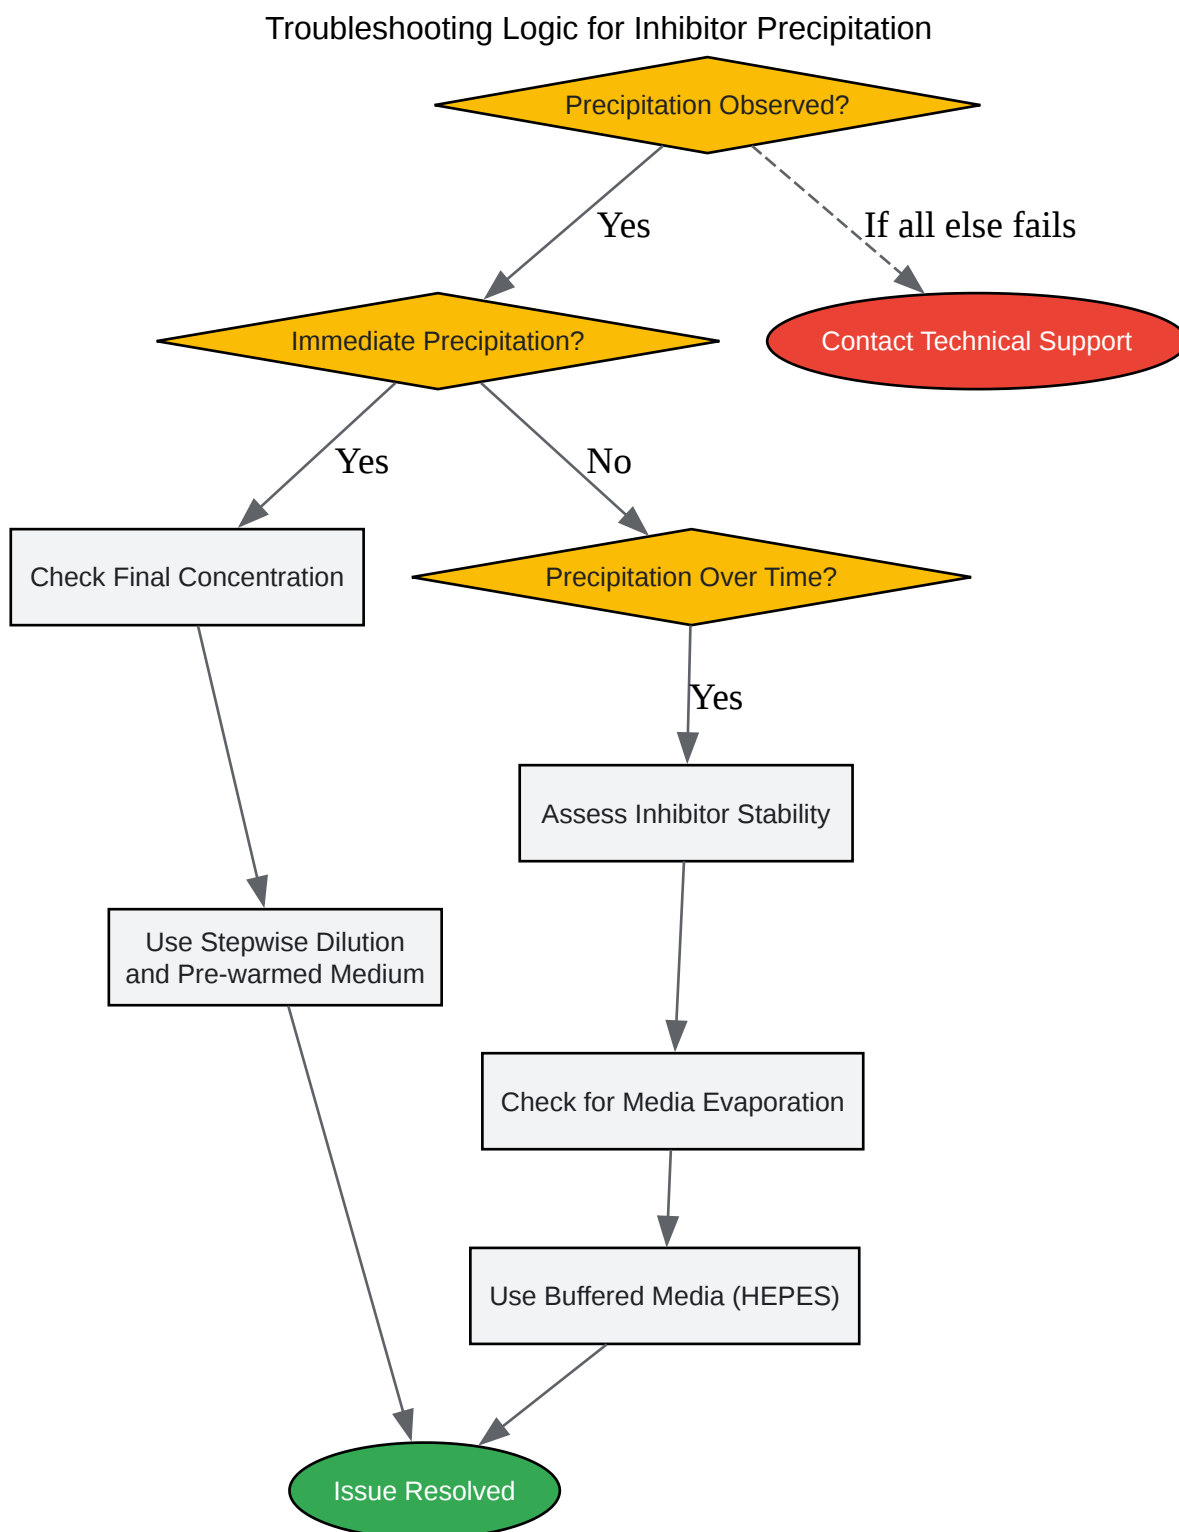 Troubleshooting Logic for Inhibitor Precipitation
Precipitation Observed?
Yes
If all else fails
Immediate Precipitation?
Contact Technical Support
Yes
No
Check Final Concentration
Precipitation Over Time?
Yes
Assess Inhibitor Stability
Use Stepwise Dilution
and Pre-warmed Medium
Check for Media Evaporation
Use Buffered Media (HEPES)
Issue Resolved